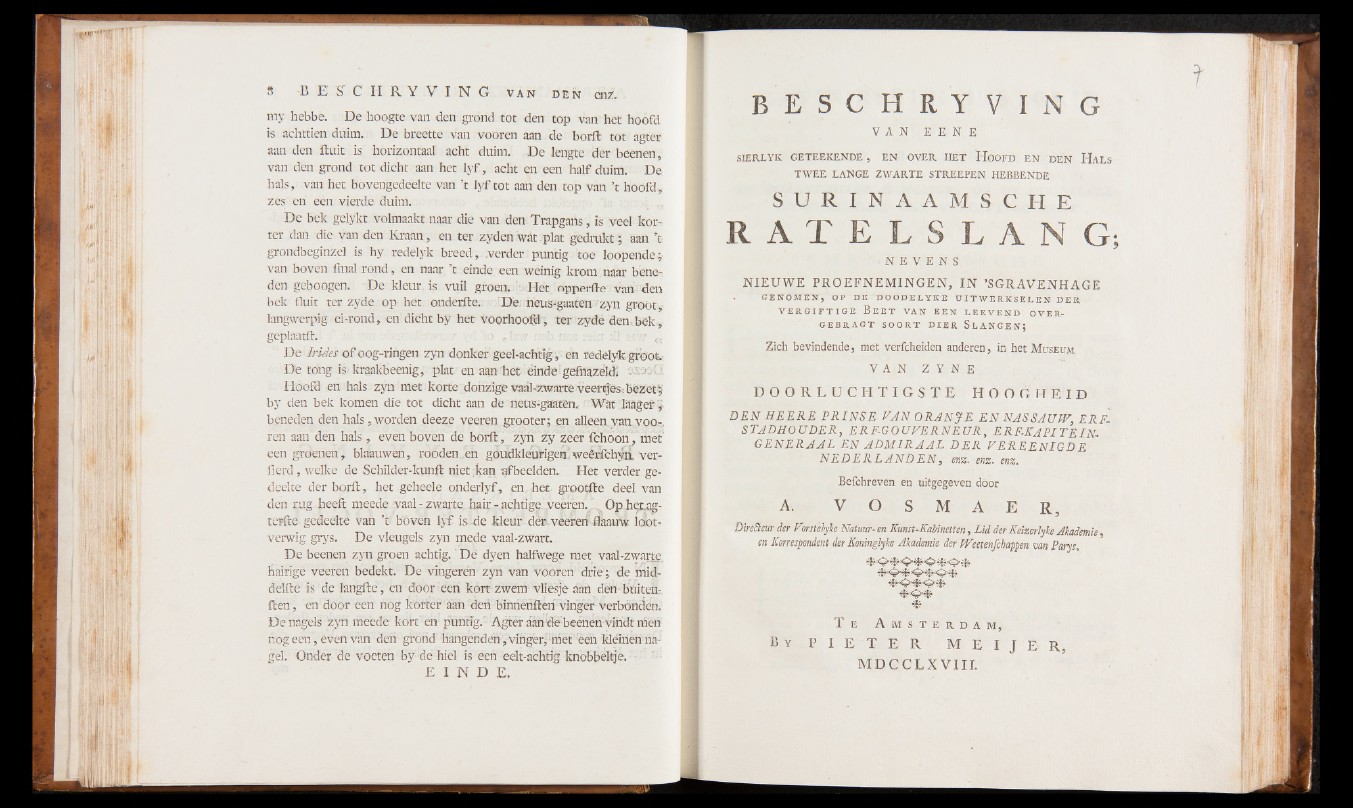 8 BESCHRYVING VAN DEN enz.
my hebbe. De hoogte van den grond tot den top van het hoofd
is achttien duim. De breette van vooren aan de borſt tot agter
aan den ſtuit is horizontaal acht duim. De lengte der beenen,
van den grond tot dicht aan het lyf, acht en een half duim. De
hals, van het bovengedeelte van 't lyf tot aan den top van 't hoofd,
zes en een vierde duim.
De bek gelykt volmaakt naar die van den Trapgans, is veel kor-
ter dan die van den Kraan, en ter zyden wat plat gedrukt; aan 't
grondbeginzel is hy redelyk breed, verder puntig toe loopende;
van boven ſmal rond, en naar 't einde een weinig krom naar bene-
den geboogen. De kleur is vuil groen. Het opperſte van den
bek ſluit ter zyde op het onderſte. De neus-gaaten zyn groot,
langwerpig ei-rond, en dicht by het voorhoofd, ter zyde den bek,
geplaatſt.
De Irides of oog-ringen zyn donker geel-achtig, en redelyk groot.
De tong is kraakbeenig, plat en aan het einde geſnazeld.
Hoofd en hals zyn met korte donzige vaal-zwarte veertjes bezet;
by den bek komen die tot dicht aan de neus-gaaten. Wat laager,
beneden den hals, worden deeze veeren grooter; en alleen van voo-
ren aan den hals, even boven de borſt, zyn zy zeer ſchoon, met
een groenen, blaauwen, rooden en goudkleurigen weêrſchyn ver-
ſierd, welke de Schilder-kunſt niet kan afbeelden. Het verder ge-
deelte der borſt, het geheele onderlyf, en het grootſte deel van
den rug heeft meede vaal-zwarte hair-achtige veeren. Op het ag-
terſte gedeelte van 't boven lyf is de kleur der veeren flaauw loot-
verwig grys. De vleugels zyn mede vaal-zwart.
De beenen zyn groen achtig. De dyen halfwege met vaal-zwarte
hairige veeren bedekt. De vingeren zyn van vooren drie; de mid-
delſte is de langſte, en door een kort zwem vliesje aan den buiten-
ſten, en door een nog korter aan den binnenſten vinger verbonden.
De nagels zyn meede kort en puntig. Agter aan de beenen vindt men
nog een, even van den grond hangenden, vinger, met een kleinen na-
gel. Onder de voeten by de hiel is een eelt-achtig knobbeltje.
EINDE.
7
BESCHRYVING
VAN EENE
SIERLYK GETEEKENDE, EN OVER HET HOOFD EN DEN HALS
TWEE LANGE ZWARTE STREEPEN HEBBENDE
SURINAAMSCHE
RATELSLANG;
NEVENS
NIEUWE PROEFNEMINGEN, IN 'SGRAVENHAGE
GENOMEN, OP DE DOODELYKE UITWERKSELEN DER
VERGIFTIGE BEET VAN EEN LEEVEND OVER-
GEBRAGT SOORT DIER SLANGEN;
Zich bevindende, met verſcheiden anderen, in het MUSEUM
VAN ZYNE
DOORLUCHTIGSTE HOOGHEID
DEN HEERE PRINSE VAN ORANJE EN NASSAUW, ERF-
STADHOUDER, ERF-GOUVERNEUR, ERF-KAPITEIN-
GENERAAL EN ADMIRAAL DER VEREENIGDE
NEDERLANDEN, enz. enz. enz.
Beſchreven en uitgegeven door
A. VOSMAER,
Directeur der Vorstelyke Natuur- en Kunst-Kabinetten, Lid der Keizerlyke Akademie,
en Korrespondent der Koninglyke Akademie der Weetenſchappen van Parys.
TE AMSTERDAM,
BY PIETER MEIJER,
MDCCLXVIII.